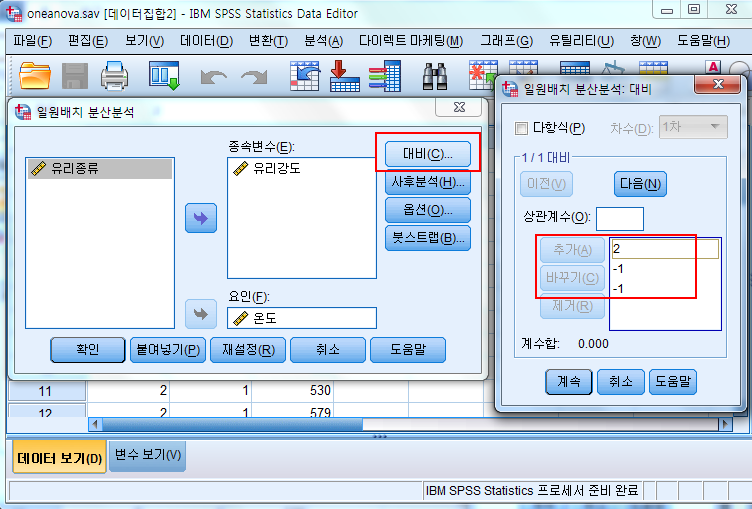 oneanova.sav [데이터집합2] - IBM SPSS Statistics Data Editor
파일(F) 편집(E) 보기(V) 데이터(D) 변환(T) 분석(A) 다이렉트 마케팅(M) 그래프(G) 유틸리티(U) 창(W) 도움말(H)
일원배치 분산분석
유리종류
종속변수(E):
유리강도
대비(C)...
사후분석(H)...
옵션(O)...
붓스트랩(B)...
요인(F):
온도
확인 붙여넣기(P) 재설정(R) 취소 도움말
일원배치 분산분석: 대비
다항식(P) 차수(D): 1차
1 / 1 대비
이전(V) 다음(N)
상관계수(O):
추가(A)
바꾸기(C)
제거(R)
2
-1
-1
계수합: 0.000
계속 취소 도움말
11 2 1 530
12 2 1 579
데이터 보기(D) 변수 보기(V)
IBM SPSS Statistics 프로세서 준비 완료